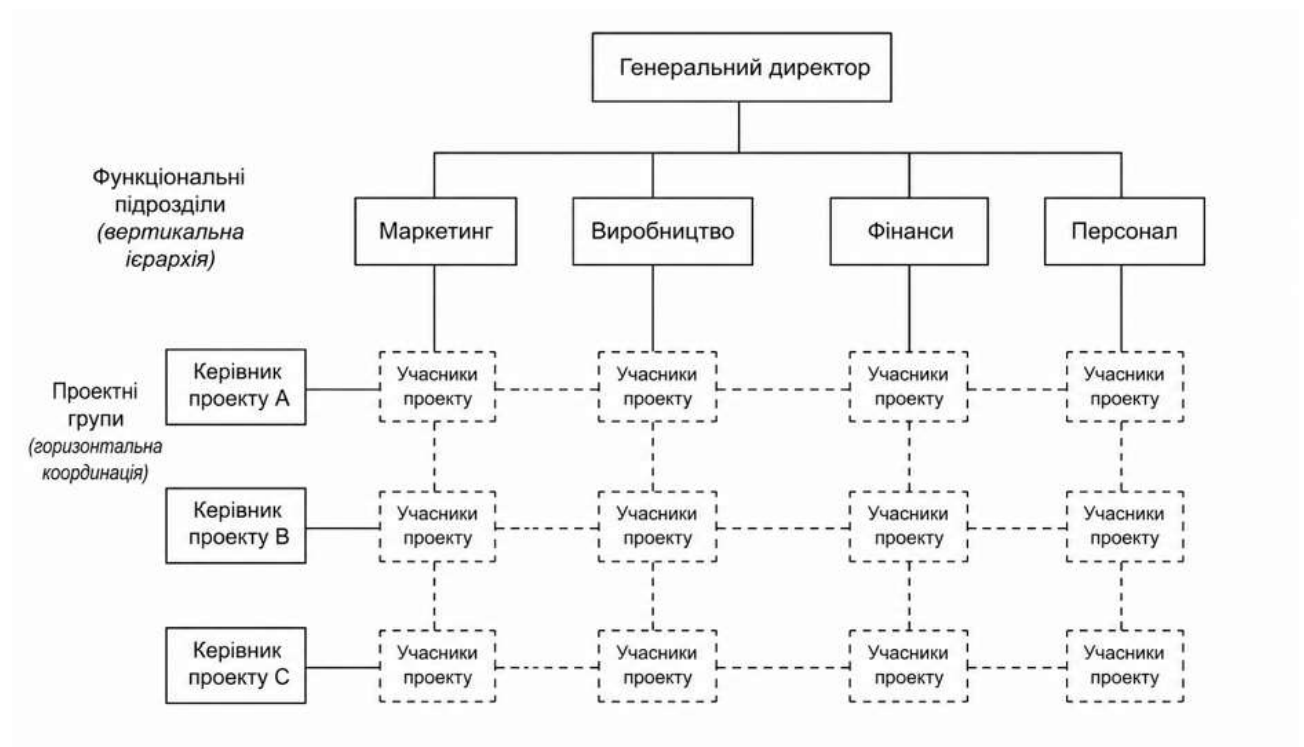 Генеральний директор
Функціональні
підрозділи
(вертикальна
ієрархія)
Маркетинг
Виробництво
Фінанси
Персонал
Проектні
групи
(горизонтальна
координація)
Керівник
проекту А
Учасники
проекту
Учасники
проекту
Учасники
проекту
Учасники
проекту
Керівник
проекту В
Учасники
проекту
Учасники
проекту
Учасники
проекту
Учасники
проекту
Керівник
проекту С
Учасники
проекту
Учасники
проекту
Учасники
проекту
Учасники
проекту